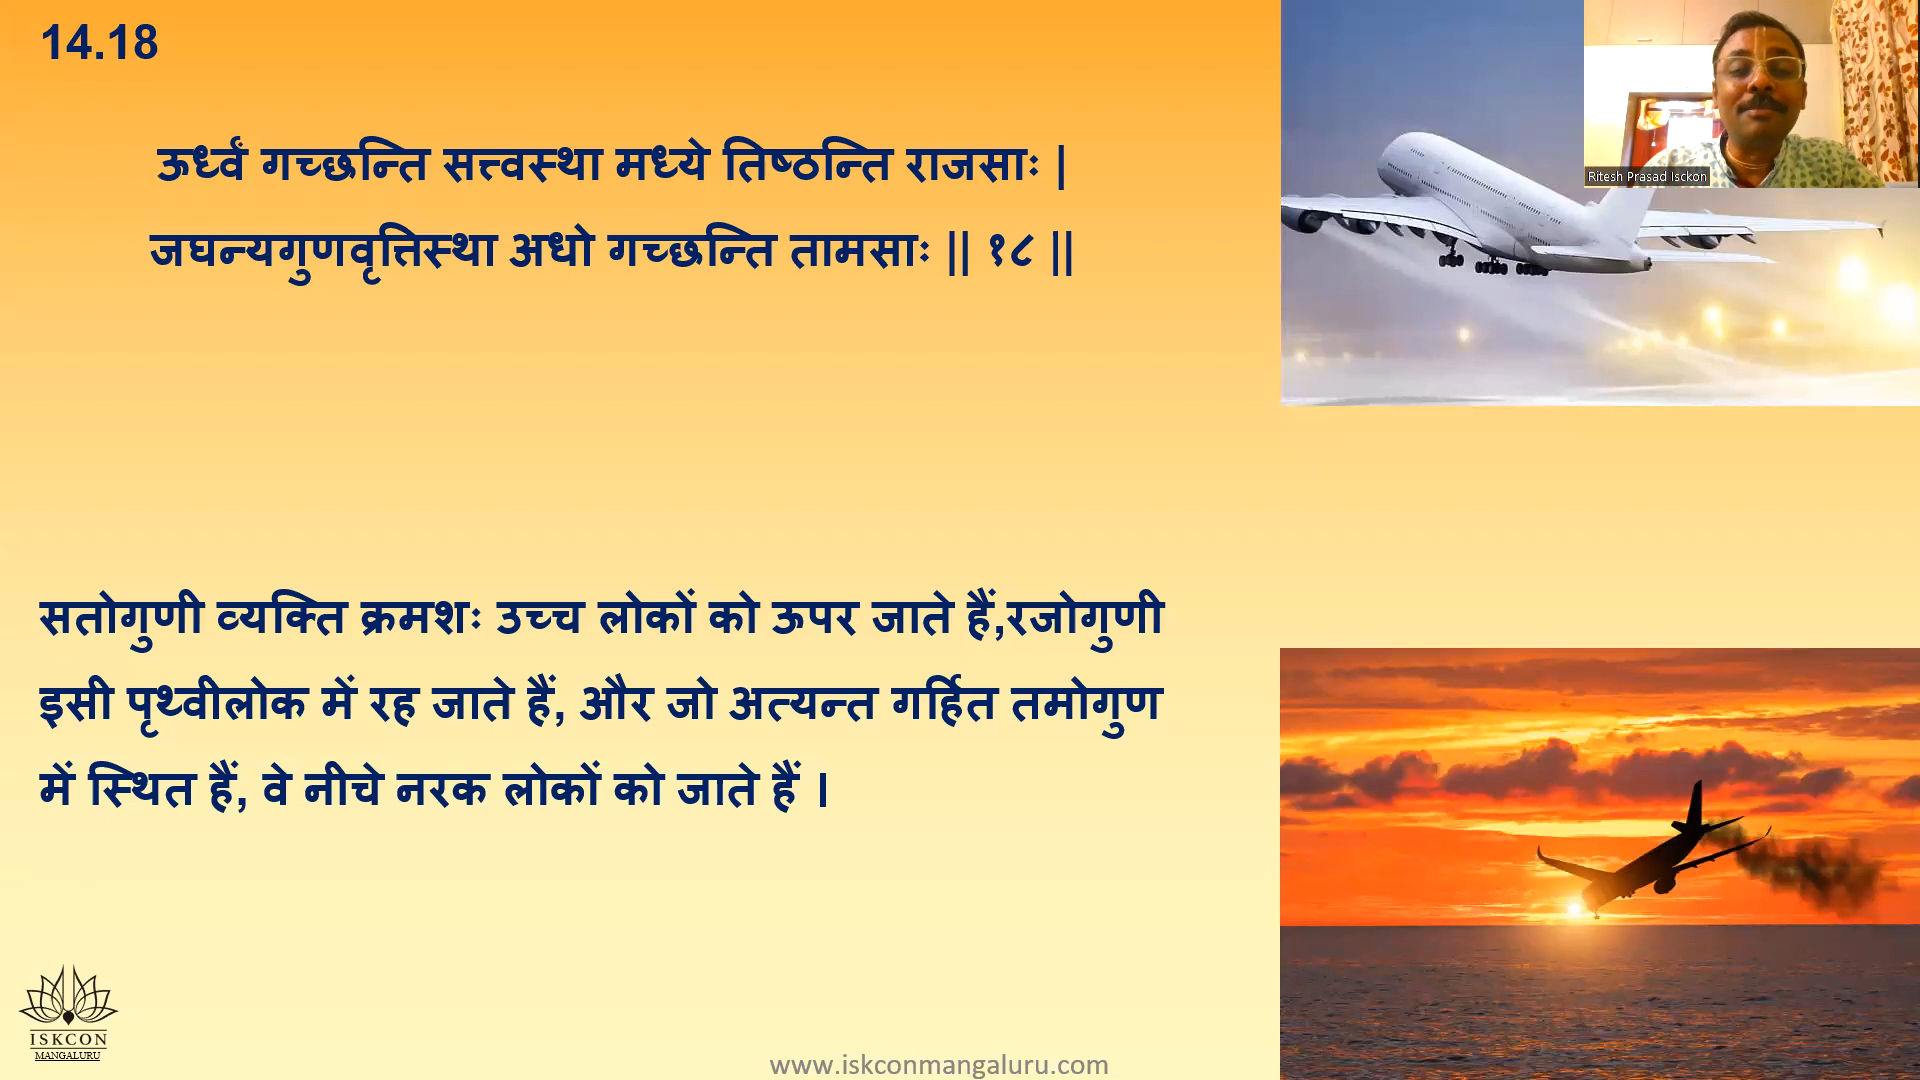 14.18
Ritesh Prasad Isckon
ऊर्ध्वं गच्छन्ति सत्त्वस्था मध्ये तिष्ठन्ति राजसाः |
जघन्यगुणवृत्तिस्था अधो गच्छन्ति तामसाः || १८ ||
सतोगुणी व्यक्ति क्रमशः उच्च लोकों को ऊपर जाते हैं,रजोगुणी
इसी पृथ्वीलोक में रह जाते हैं, और जो अत्यन्त गर्हित तमोगुण
में स्थित हैं, वे नीचे नरक लोकों को जाते हैं ।
ISKCON
MANGALURU
www.iskconmangaluru.com